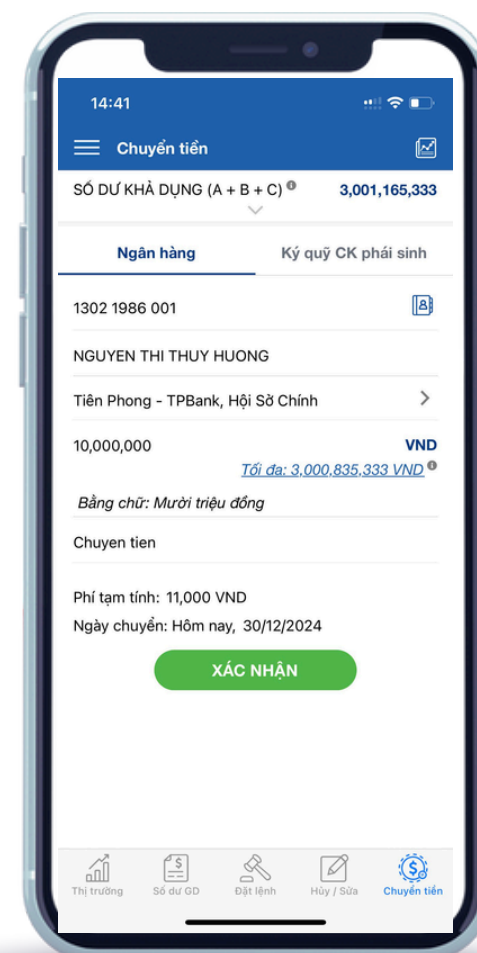 14:41
Chuyển tiền
SỐ DƯ KHẢ DỤNG (A + B + C) 3,001,165,333
Ngân hàng Ký quỹ CK phái sinh
1302 1986 001
NGUYEN THI THUY HUONG
Tiên Phong - TPBank, Hội Sở Chính
10,000,000 VND
Tối đa: 3,000,835,333 VND
Bằng chữ: Mười triệu đồng
Chuyen tien
Phí tạm tính: 11,000 VND
Ngày chuyển: Hôm nay, 30/12/2024
XÁC NHẬN
Thị trường Số dư GD Đặt lệnh Hủy / Sửa Chuyển tiền